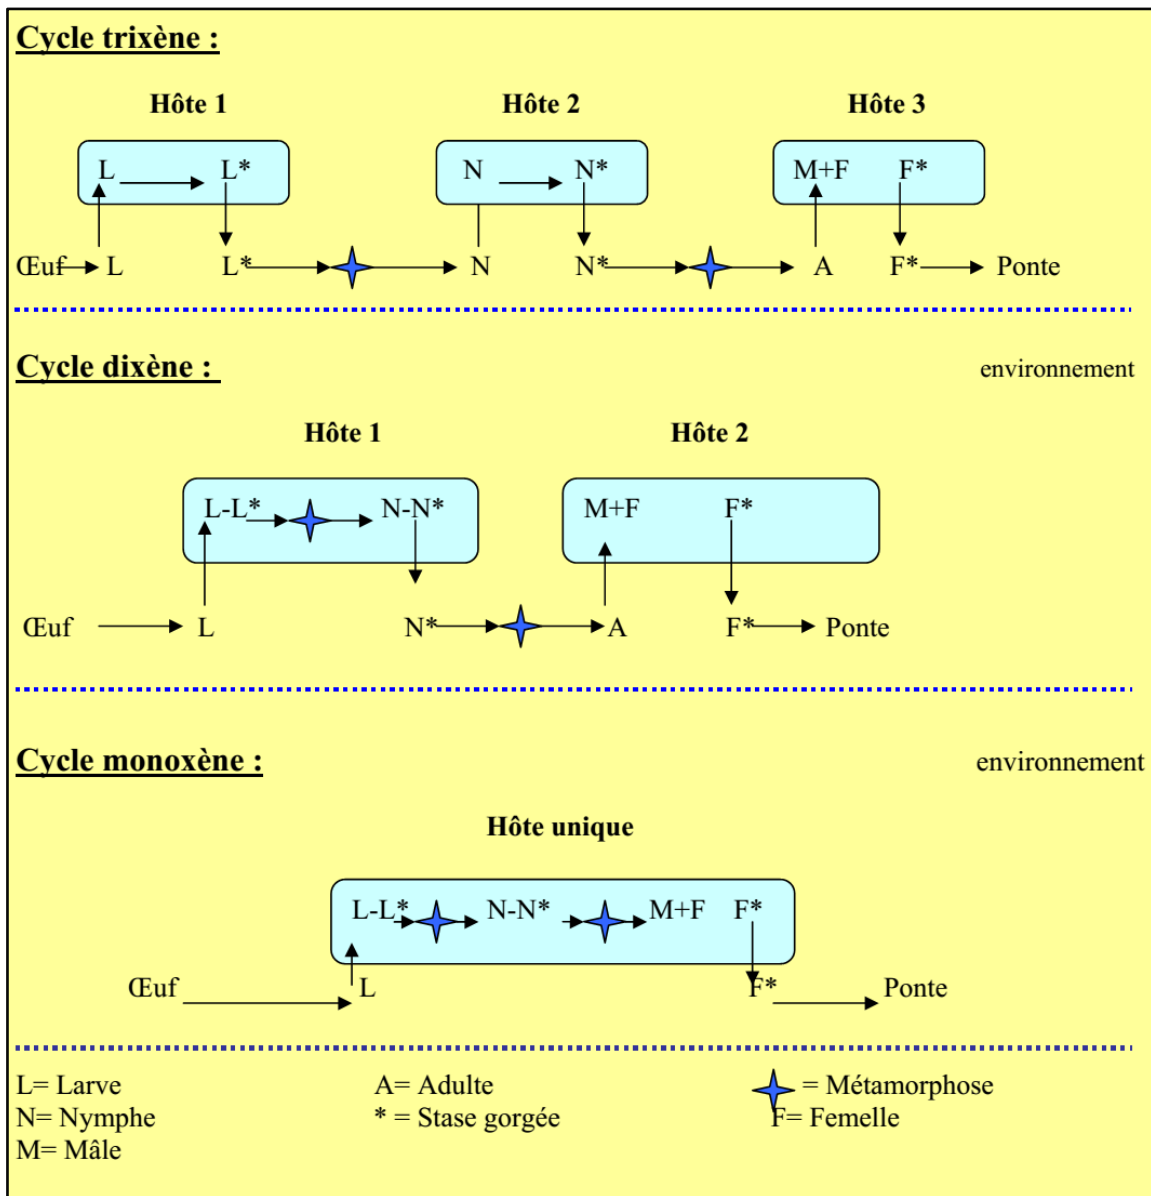 Cycle trixène :
Hôte 1 Hôte 2 Hôte 3
L L* N N* M+F F*
Œuf L L* N N* A F* Ponte
Cycle dixène : environnement
Hôte 1 Hôte 2
L-L* N-N* M+F F*
Œuf L N* A F* Ponte
Cycle monoxène : environnement
Hôte unique
L-L* N-N* M+F F*
Œuf L F* Ponte
L= Larve A= Adulte = Métamorphose
N= Nymphe * = Stase gorgée F= Femelle
M= Mâle